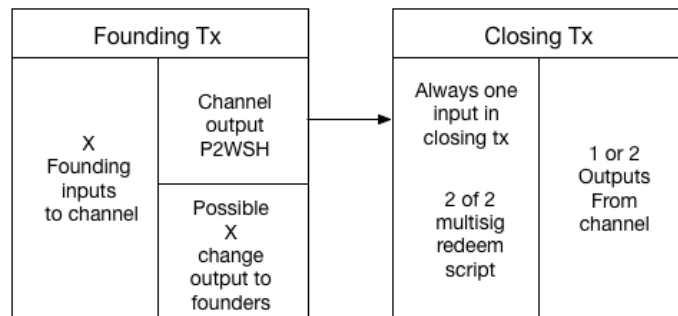 Founding Tx
X
Founding
inputs
to channel
Channel
output
P2WSH
Possible
X
change
output to
founders
Closing Tx
Always one
input in
closing tx
2 of 2
multisig
redeem
script
1 or 2
Outputs
From
channel